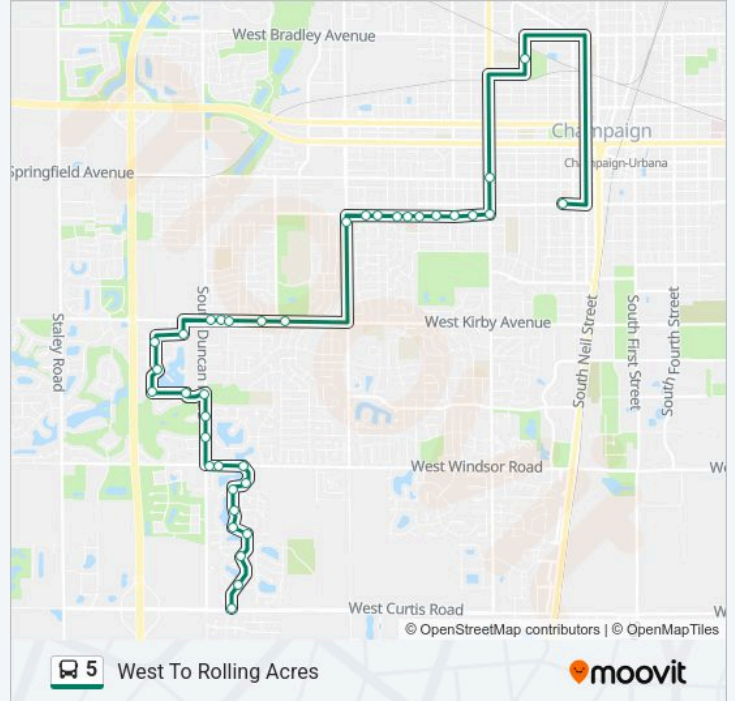 West Bradley Avenue
Champaign
Champaign-Urbana
Springfield Avenue
South Duncan
Staley Road
West Kirby Avenue
South Neil Street
South First Street
South Fourth Street
West Windsor Road
We
West Curtis Road
W
© OpenStreetMap contributors | © OpenMapTiles
5 West To Rolling Acres
moovit